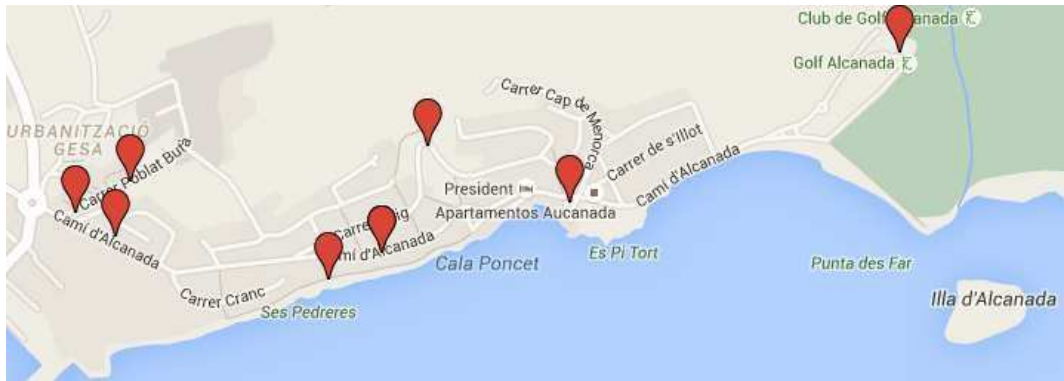 Club de Golf Alcanada
Golf Alcanada
Carrer Cap de Menorca
URBANITZACIÓ
GESA
Carrer Poblat Burà
Carrer de s'Illot
President
Camí d'Alcanada
Apartamentos Aucanada
Camí d'Alcanada
Camí d'Alcanada
Es Pi Tort
Cala Poncet
Punta des Far
Carrer Cranc
Illa d'Alcanada
Ses Pedreres